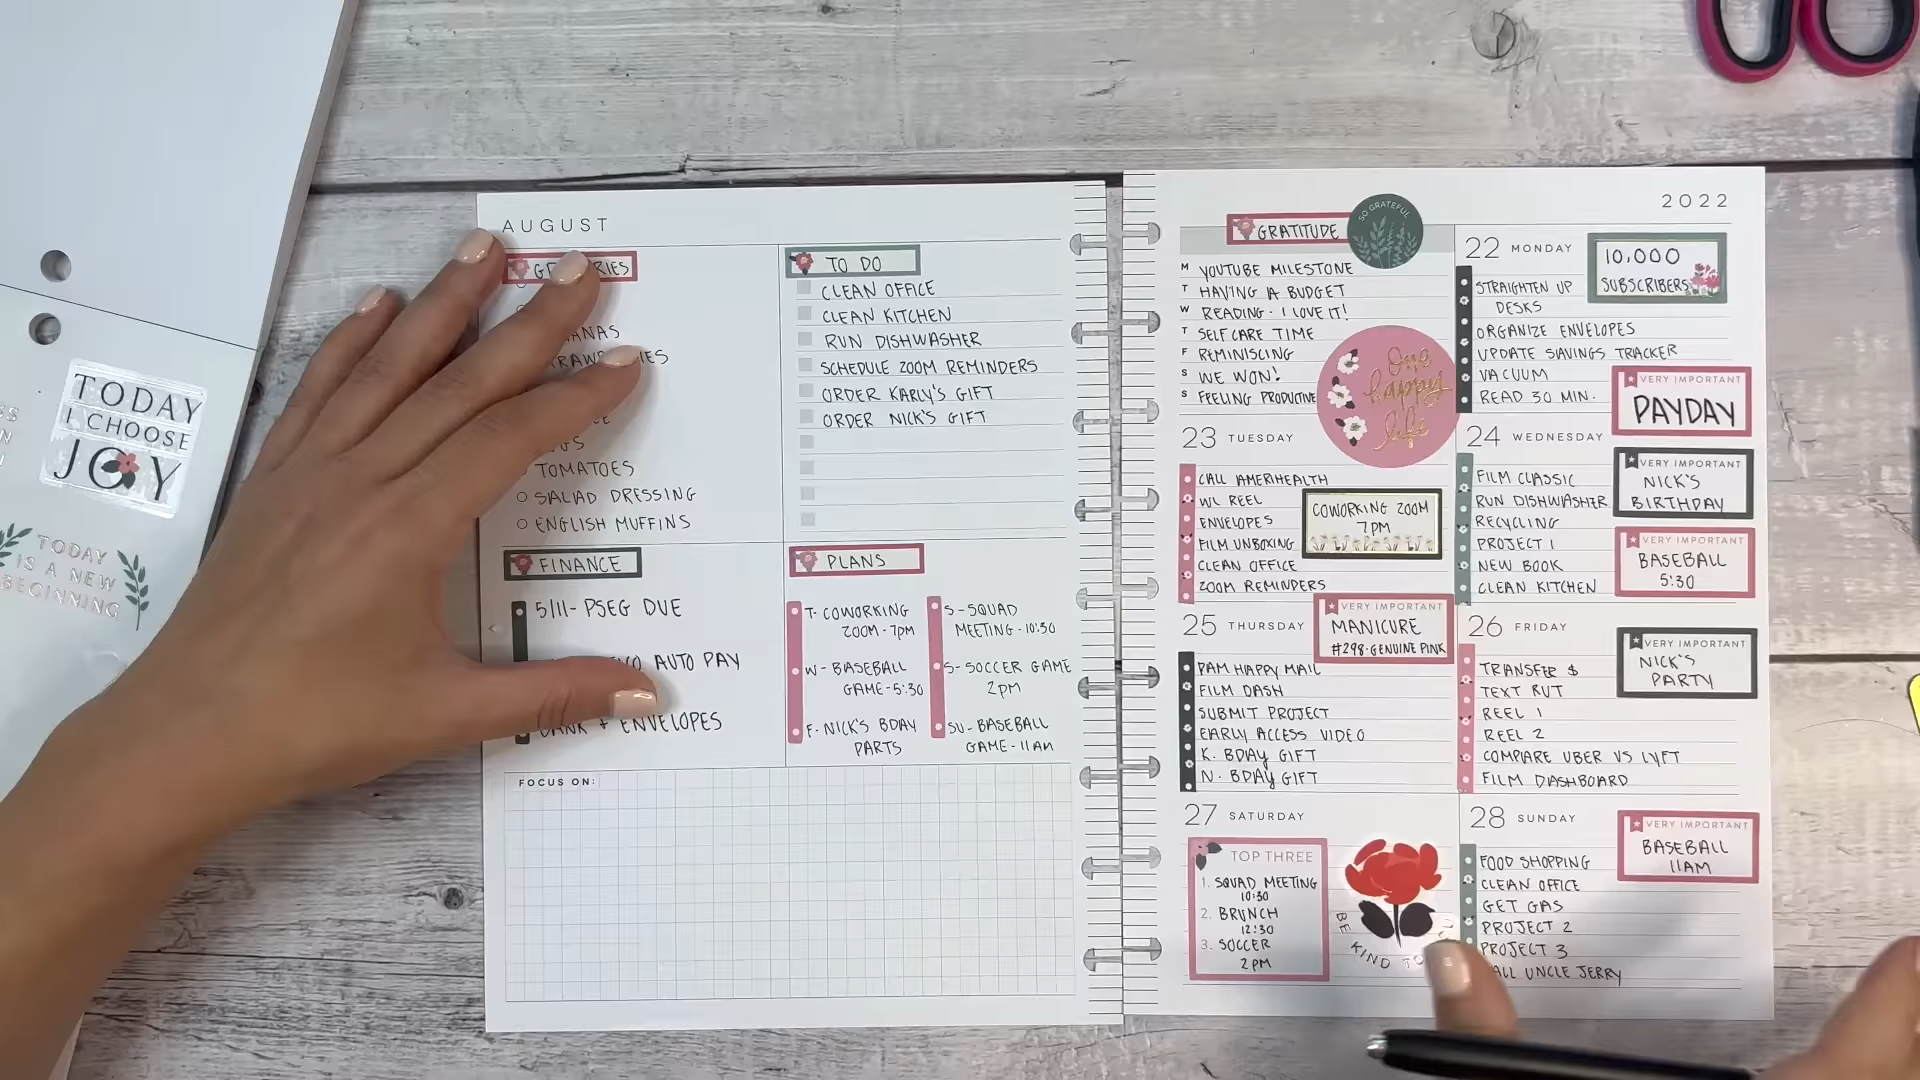 TODAY
I CHOOSE
JOY
TODAY
IS A NEW
BEGINNING
AUGUST
TOMATOES
SALAD DRESSING
ENGLISH MUFFINS
TO DO
CLEAN OFFICE
CLEAN KITCHEN
RUN DISHWASHER
SCHEDULE ZOOM REMINDERS
ORDER KARLY'S GIFT
ORDER NICK'S GIFT
FINANCE
5/11- PSEG DUE
AUTO PAY
+ ENVELOPES
PLANS
T- COWORKING
ZOOM - 7PM
W- BASEBALL
GAME - 5:30
F- NICK'S BDAY
PARTS
S - SQUAD
MEETING - 10:30
S- SOCCER GAME
2PM
SU- BASEBALL
GAME - 11AM
FOCUS ON:
2022
GRATITUDE
SO GRATEFUL
M YOUTUBE MILESTONE
T HAVING A BUDGET
W READING - I LOVE IT!
T SELF CARE TIME
F REMINISCING
S WE WON!
S FEELING PRODUCTIVE
One
happy
life
22 MONDAY
10,000
SUBSCRIBERS
STRAIGHTEN UP
DESKS
ORGANIZE ENVELOPES
UPDATE SAVINGS TRACKER
VACUUM
READ 30 MIN.
VERY IMPORTANT
PAYDAY
23 TUESDAY
CALL AMERIHEALTH
WL REEL
ENVELOPES
FILM UNBOXING
CLEAN OFFICE
ZOOM REMINDERS
COWORKING ZOOM
7PM
24 WEDNESDAY
FILM CLASSIC
RUN DISHWASHER
RECYCLING
PROJECT 1
NEW BOOK
CLEAN KITCHEN
VERY IMPORTANT
NICK'S
BIRTHDAY
VERY IMPORTANT
BASEBALL
5:30
25 THURSDAY
VERY IMPORTANT
MANICURE
#298-GENUINE PINK
PAM HAPPY MAIL
FILM DASH
SUBMIT PROJECT
EARLY ACCESS VIDEO
K. BDAY GIFT
N. BDAY GIFT
26 FRIDAY
TRANSFER $
TEXT RUT
REEL 1
REEL 2
COMPARE UBER VS LYFT
FILM DASHBOARD
VERY IMPORTANT
NICK'S
PARTY
27 SATURDAY
TOP THREE
1. SQUAD MEETING
10:30
2. BRUNCH
12:30
3. SOCCER
2PM
BE KIND TO
28 SUNDAY
FOOD SHOPPING
CLEAN OFFICE
GET GAS
PROJECT 2
PROJECT 3
UNCLE JERRY
VERY IMPORTANT
BASEBALL
11AM